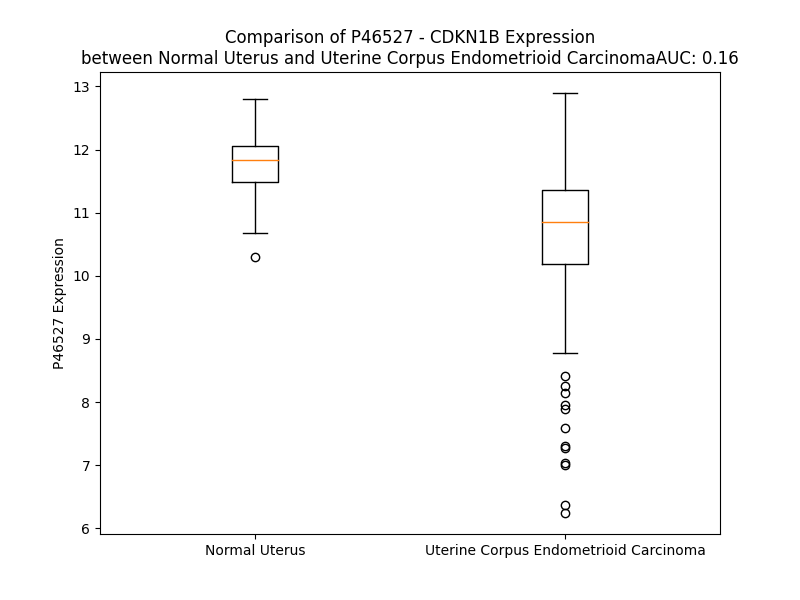 Comparison of P46527 - CDKN1B Expression
between Normal Uterus and Uterine Corpus Endometrioid CarcinomaAUC: 0.16
13
12
11
10
9
8
7
6
P46527 Expression
Normal Uterus
Uterine Corpus Endometrioid Carcinoma